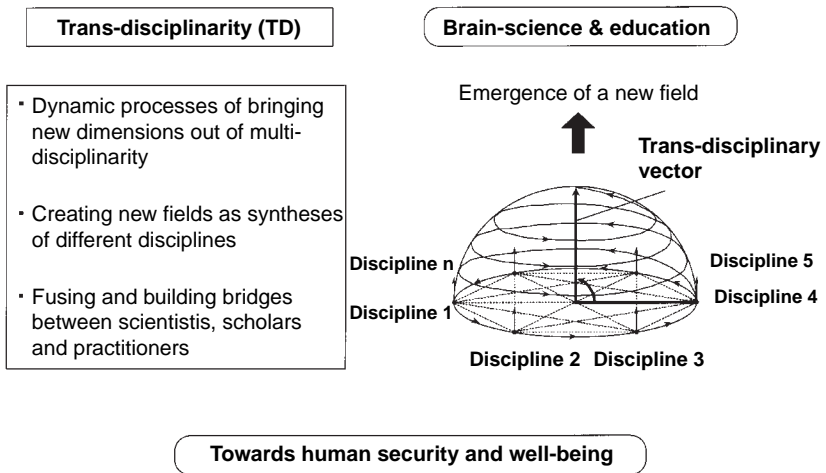 Trans-disciplinarity (TD)
Brain-science & education
· Dynamic processes of bringing
new dimensions out of multi-
disciplinarity
· Creating new fields as syntheses
of different disciplines
· Fusing and building bridges
between scientistis, scholars
and practitioners
Emergence of a new field
Trans-disciplinary
vector
Discipline n
Discipline 1
Discipline 2
Discipline 3
Discipline 5
Discipline 4
Towards human security and well-being